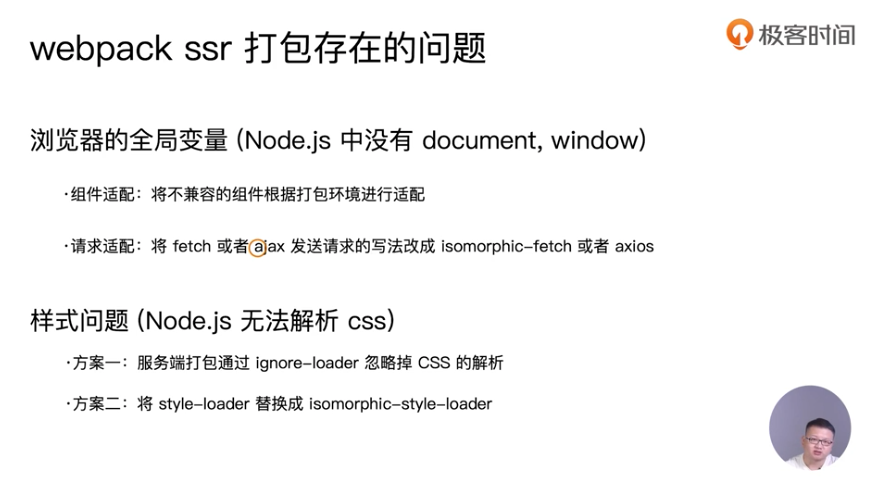 webpack ssr 打包存在的问题
极客时间
浏览器的全局变量 (Node.js 中没有 document, window)
·组件适配：将不兼容的组件根据打包环境进行适配
·请求适配：将 fetch 或者 ajax 发送请求的写法改成 isomorphic-fetch 或者 axios
样式问题 (Node.js 无法解析 css)
·方案一：服务端打包通过 ignore-loader 忽略掉 CSS 的解析
·方案二：将 style-loader 替换成 isomorphic-style-loader